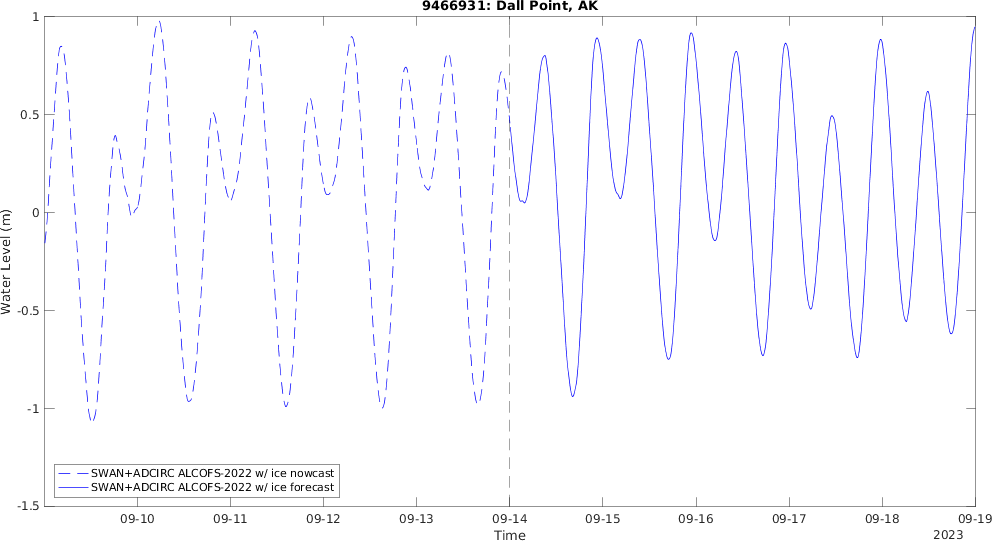 9466931: Dall Point, AK
1
0.5
0
-0.5
-1
-1.5
Water Level (m)
SWAN+ADCIRC ALCOFS-2022 w/ ice nowcast
SWAN+ADCIRC ALCOFS-2022 w/ ice forecast
09-10 09-11 09-12 09-13 09-14 09-15 09-16 09-17 09-18 09-19
Time
2023